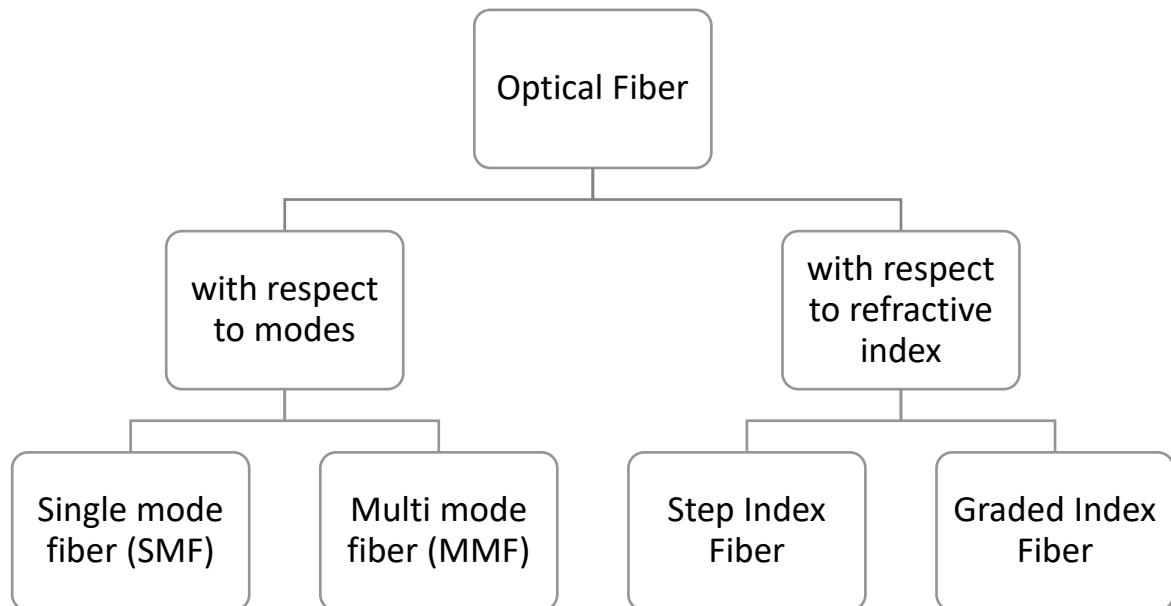 Optical Fiber
with respect
to modes
with respect
to refractive
index
Single mode
fiber (SMF)
Multi mode
fiber (MMF)
Step Index
Fiber
Graded Index
Fiber